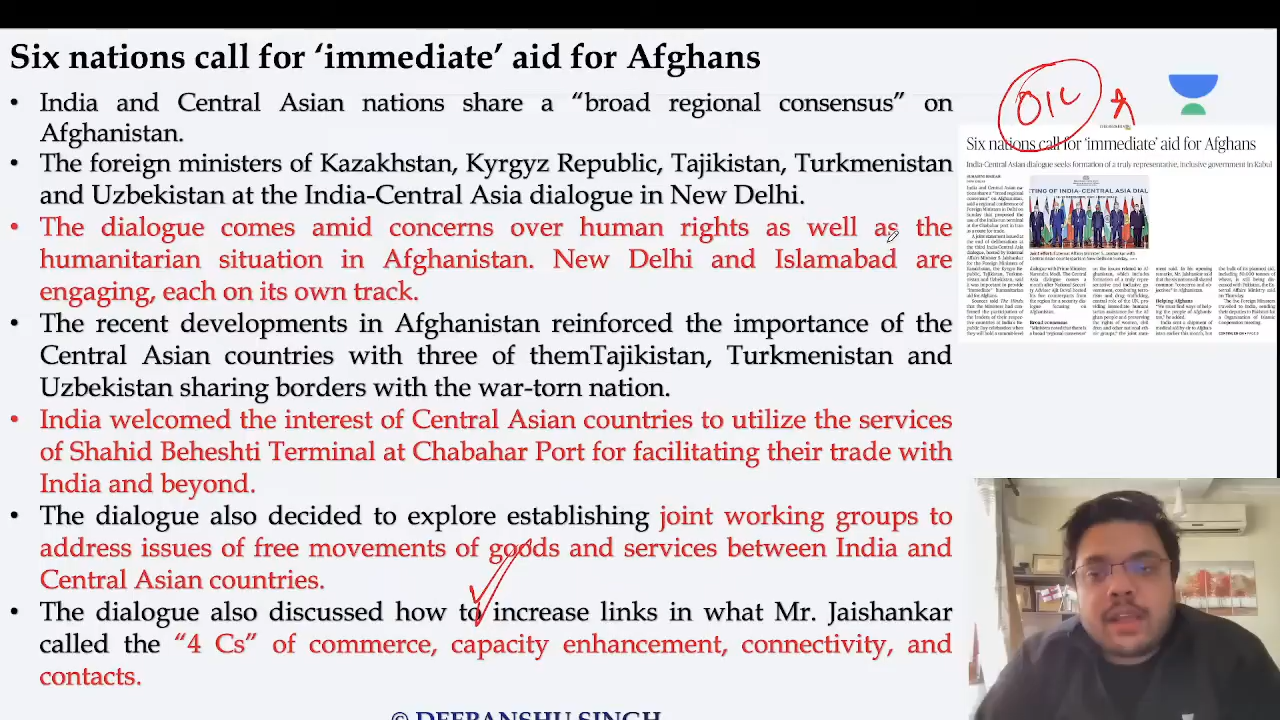 Six nations call for ‘immediate’ aid for Afghans
• India and Central Asian nations share a “broad regional consensus” on
Afghanistan.
• The foreign ministers of Kazakhstan, Kyrgyz Republic, Tajikistan, Turkmenistan
and Uzbekistan at the India-Central Asia dialogue in New Delhi.
• The dialogue comes amid concerns over human rights as well as the
humanitarian situation in Afghanistan. New Delhi and Islamabad are
engaging, each on its own track.
• The recent developments in Afghanistan reinforced the importance of the
Central Asian countries with three of themTajikistan, Turkmenistan and
Uzbekistan sharing borders with the war-torn nation.
• India welcomed the interest of Central Asian countries to utilize the services
of Shahid Beheshti Terminal at Chabahar Port for facilitating their trade with
India and beyond.
• The dialogue also decided to explore establishing joint working groups to
address issues of free movements of goods and services between India and
Central Asian countries.
• The dialogue also discussed how to increase links in what Mr. Jaishankar
called the “4 Cs” of commerce, capacity enhancement, connectivity, and
contacts.
© DEEPANSHU SINGH
OIC
Six nations call for ‘immediate’ aid for Afghans
India-Central Asian dialogue seeks formation of a truly representative, inclusive government in Kabul
TING OF INDIA-CENTRAL ASIA DIAL